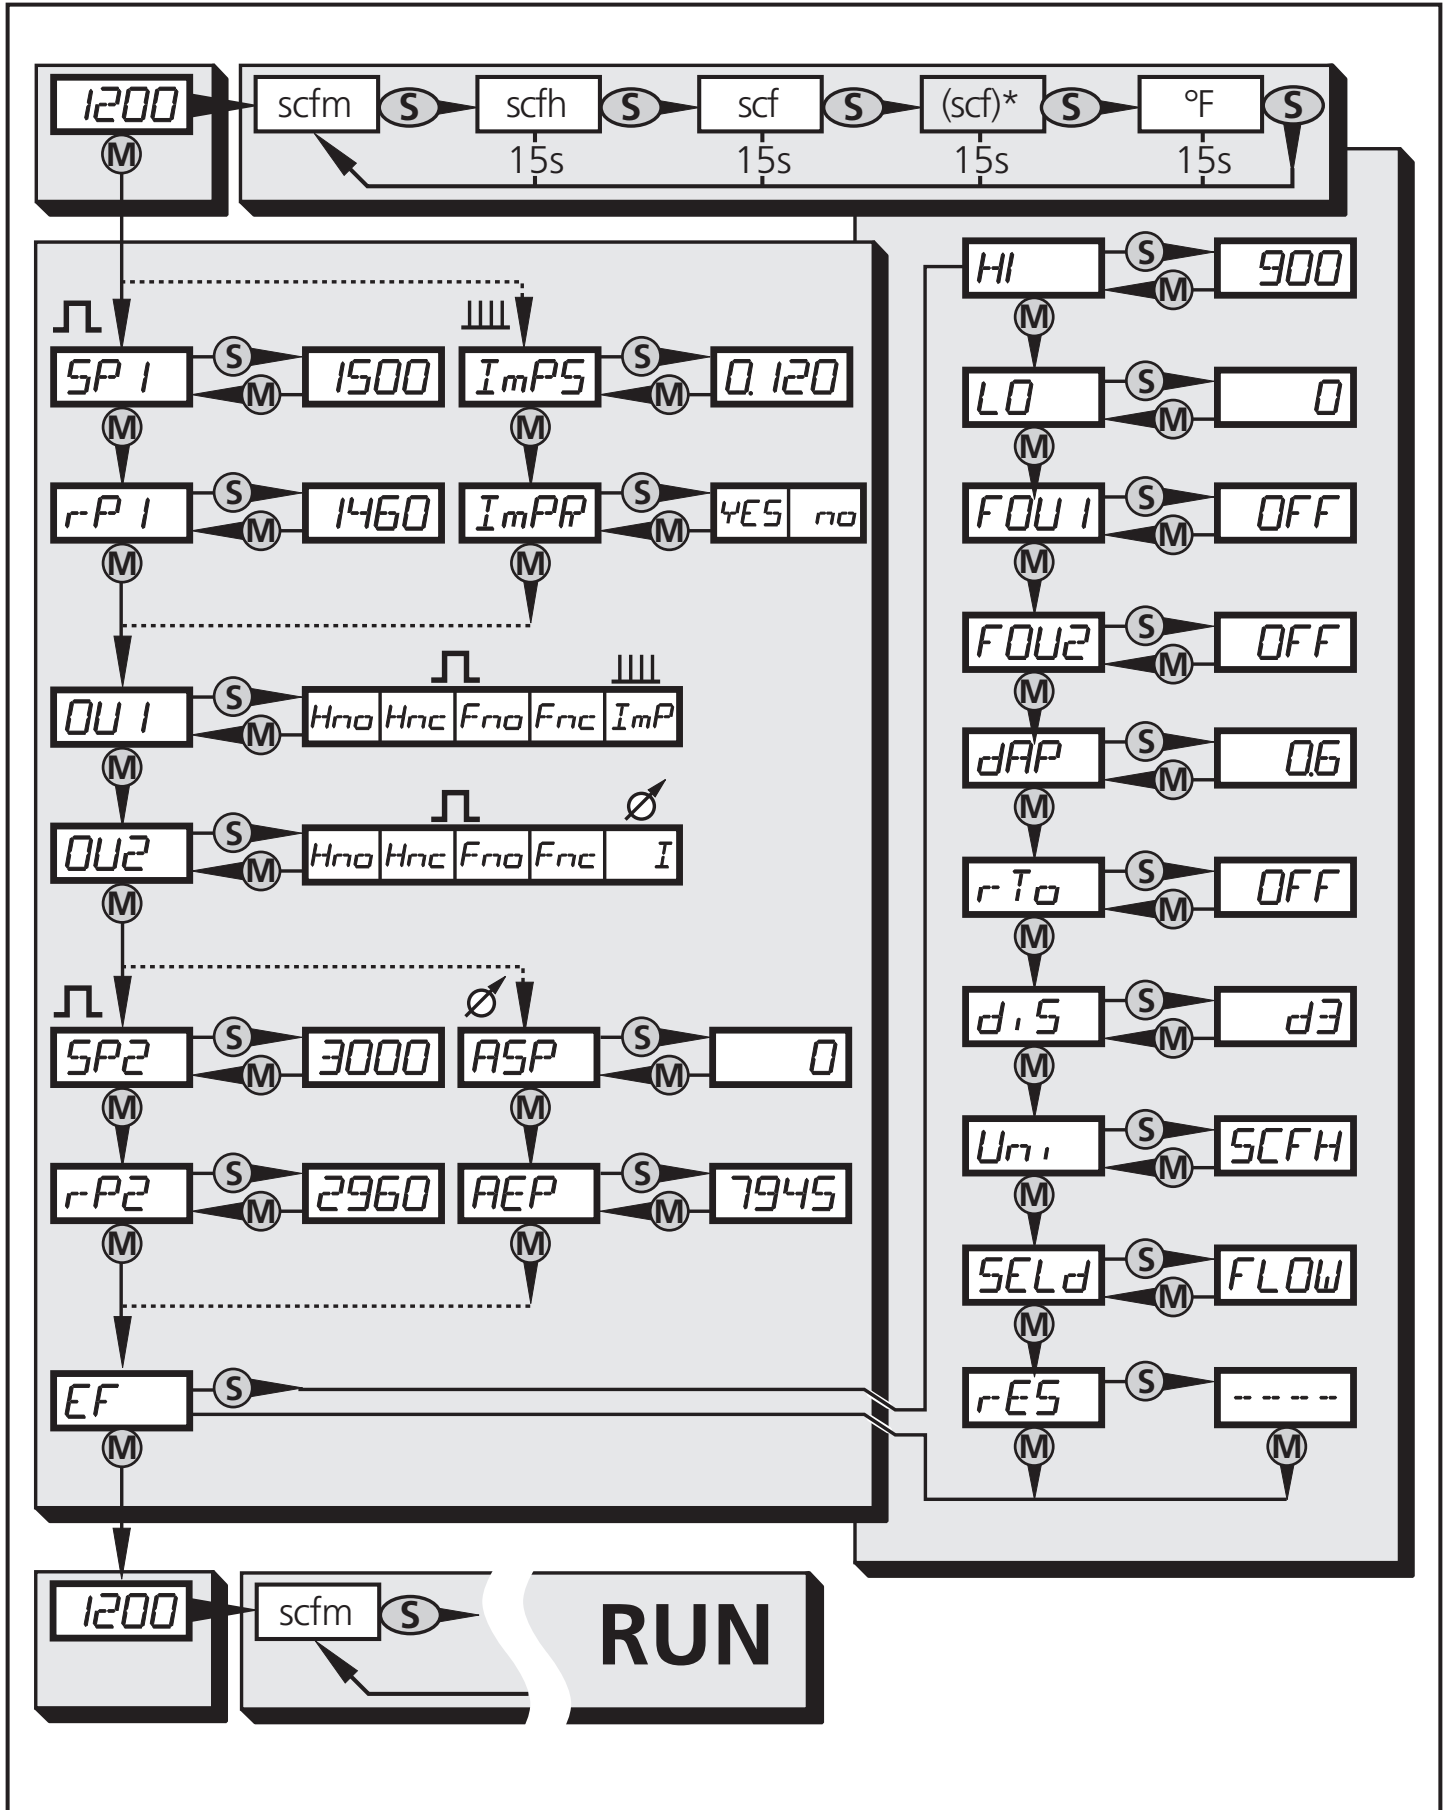 1200 scfm S scfh S scf S (scf)* S °F S
M 15s 15s 15s 15s
HI S 900
M
M
SP1 S 1500 ImPS S 0.120
M M
M M
LO S 0
M
M
rP1 S 1460 ImPR S YES no
M M
M M
FOU1 S OFF
M
M
FOU2 S OFF
M
M
OU1 S Hno Hnc Fno Fnc ImP
M
M
dAP S 0.6
M
M
OU2 S Hno Hnc Fno Fnc I
M
M
rTo S OFF
M
M
SP2 S 3000 ASP S 0
M M
M M
diS S d3
M
M
rP2 S 2960 AEP S 7945
M M
M M
Uni S SCFH
M
M
SELd S FLOW
M
M
EF S
M
rES S ----
M M
1200 scfm S RUN